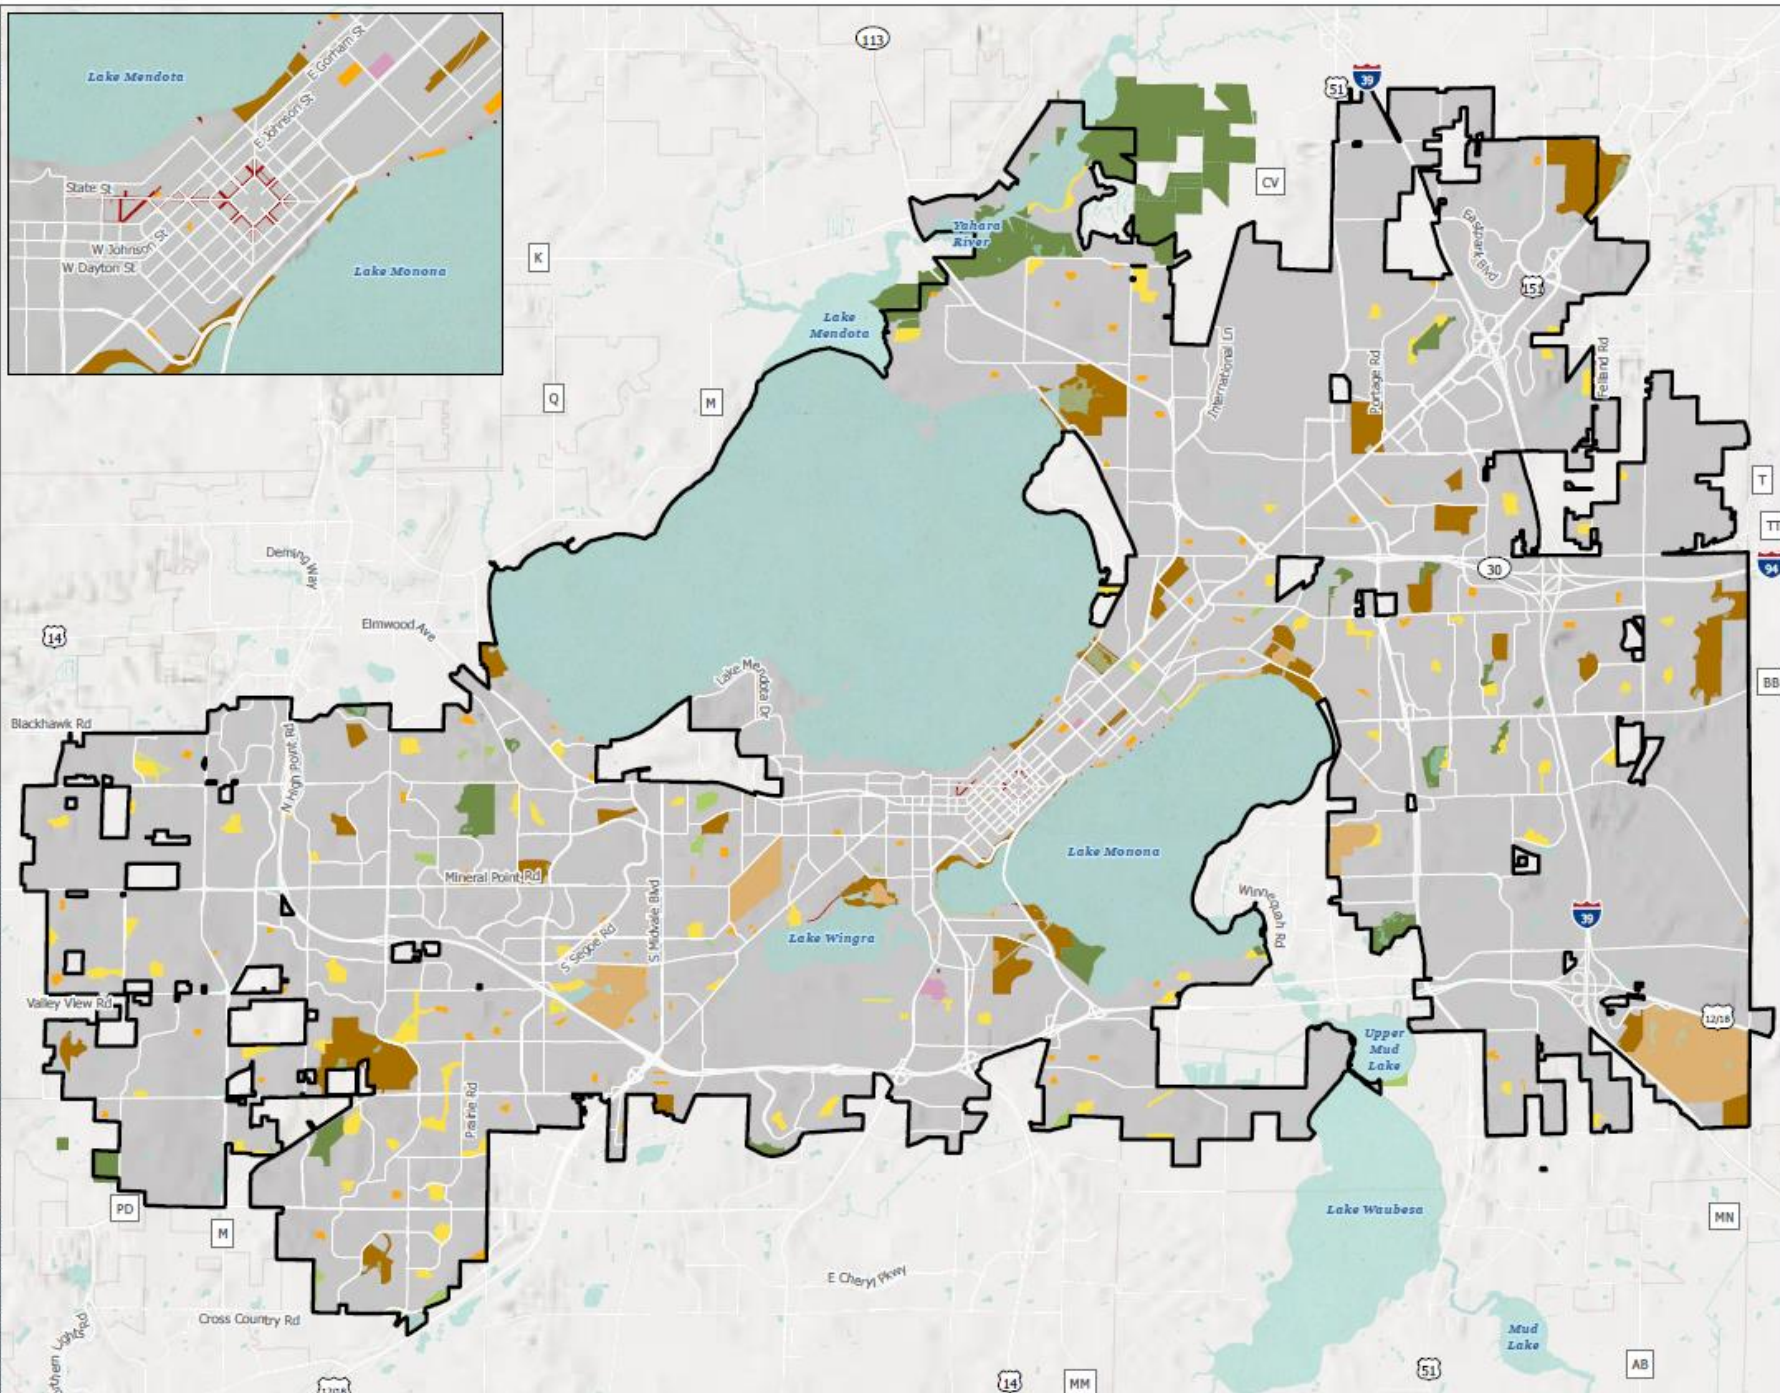 Lake Mendota
E Gorham St
E Johnson St
State St
W Johnson St
W Dayton St
Lake Monona
113
51
39
CV
K
Yahara
River
Eastpark Blvd
151
Lake
Mendota
International Ln
Portage Rd
Felland Rd
Q
M
T
TT
Deming Way
30
94
14
Elmwood Ave
Lake Mendota Dr
BB
Blackhawk Rd
N High Point Rd
Mineral Point Rd
S Midvale Blvd
Lake Monona
Winnequah Rd
S Segoe Rd
Lake Wingra
39
Valley View Rd
12/18
Upper
Mud
Lake
Prairie Rd
PD
M
Lake Waubesa
MN
E Cheryl Pkwy
Cross Country Rd
Mud
Lake
51
AB
12/18
14
MM